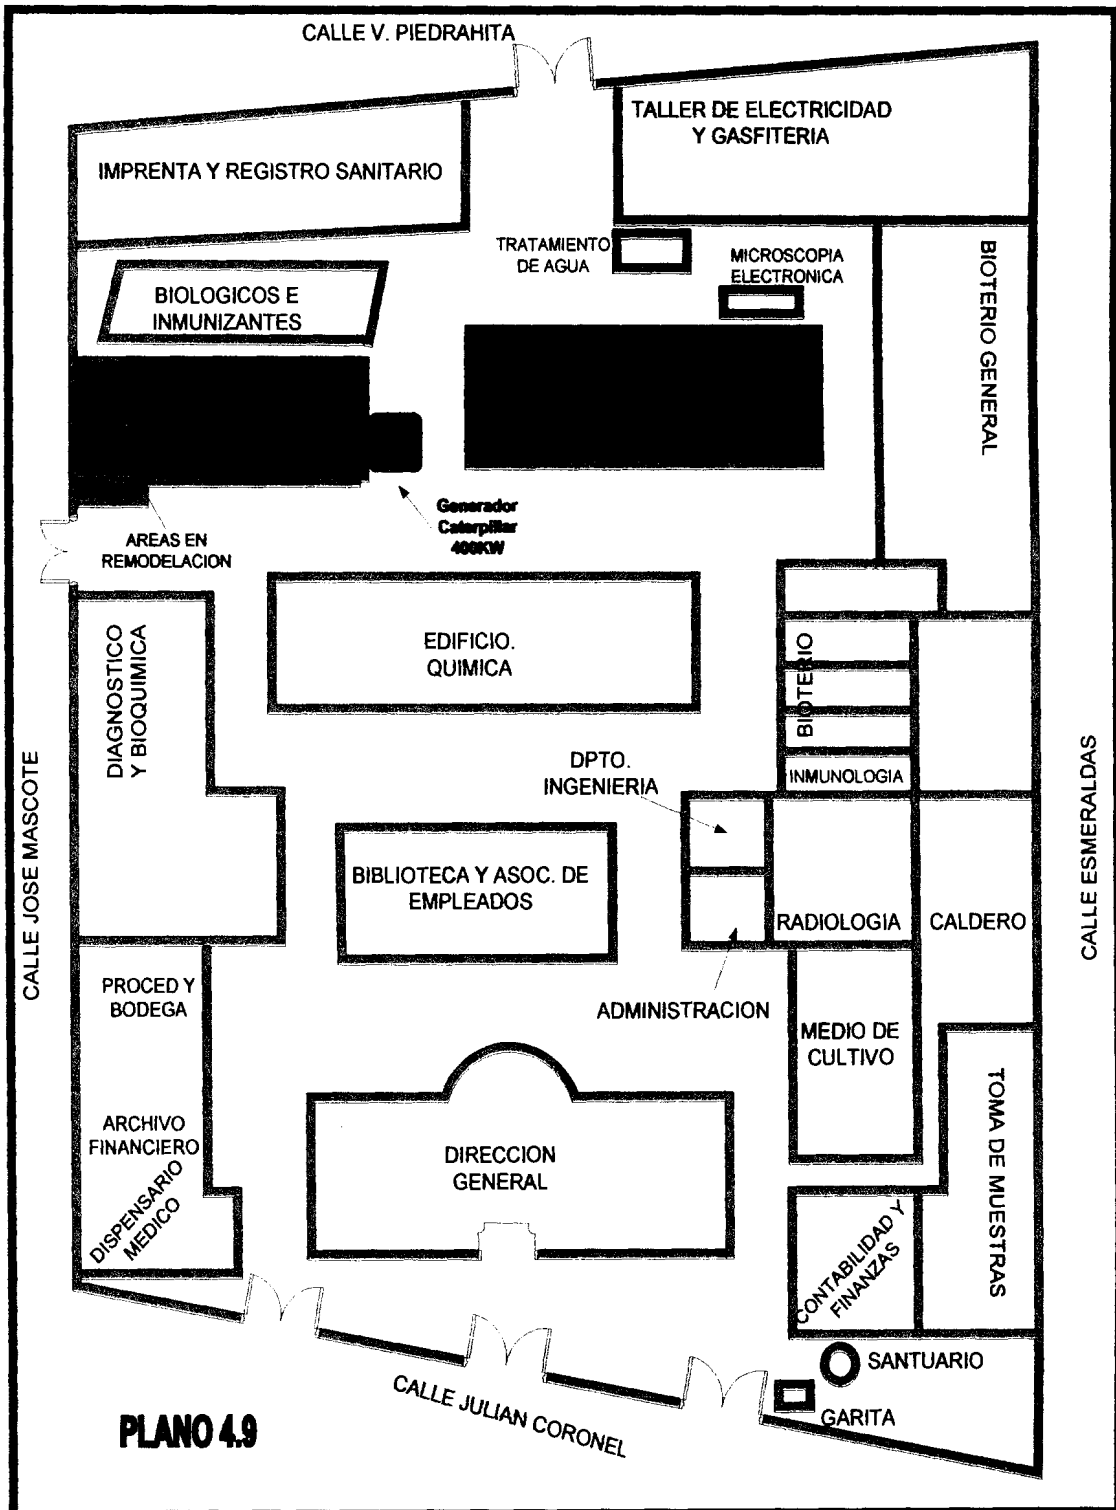 CALLE V. PIEDRAHITA
TALLER DE ELECTRICIDAD
Y GASFITERIA
IMPRENTA Y REGISTRO SANITARIO
TRATAMIENTO
DE AGUA
MICROSCOPIA
ELECTRONICA
BIOTERIO GENERAL
BIOLOGICOS E
INMUNIZANTES
Generador
Caterpillar
400KW
AREAS EN
REMODELACION
EDIFICIO.
QUIMICA
DIAGNOSTICO
Y BIOQUIMICA
BIOTERIO
INMUNOLOGIA
DPTO.
INGENIERIA
CALLE JOSE MASCOTE
CALLE ESMERALDAS
BIBLIOTECA Y ASOC. DE
EMPLEADOS
RADIOLOGIA
CALDERO
PROCED Y
BODEGA
ADMINISTRACION
MEDIO DE
CULTIVO
ARCHIVO
FINANCIERO
DISPENSARIO
MEDICO
DIRECCION
GENERAL
TOMA DE MUESTRAS
CONTABILIDAD Y
FINANZAS
SANTUARIO
GARITA
CALLE JULIAN CORONEL
PLANO 4.9